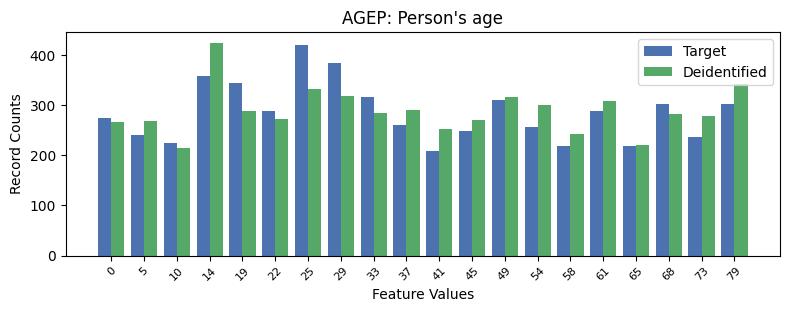 AGEP: Person's age
Record Counts
400
300
200
100
0
Target
Deidentified
0 5 10 14 19 22 25 29 33 37 41 45 49 54 58 61 65 68 73 79
Feature Values